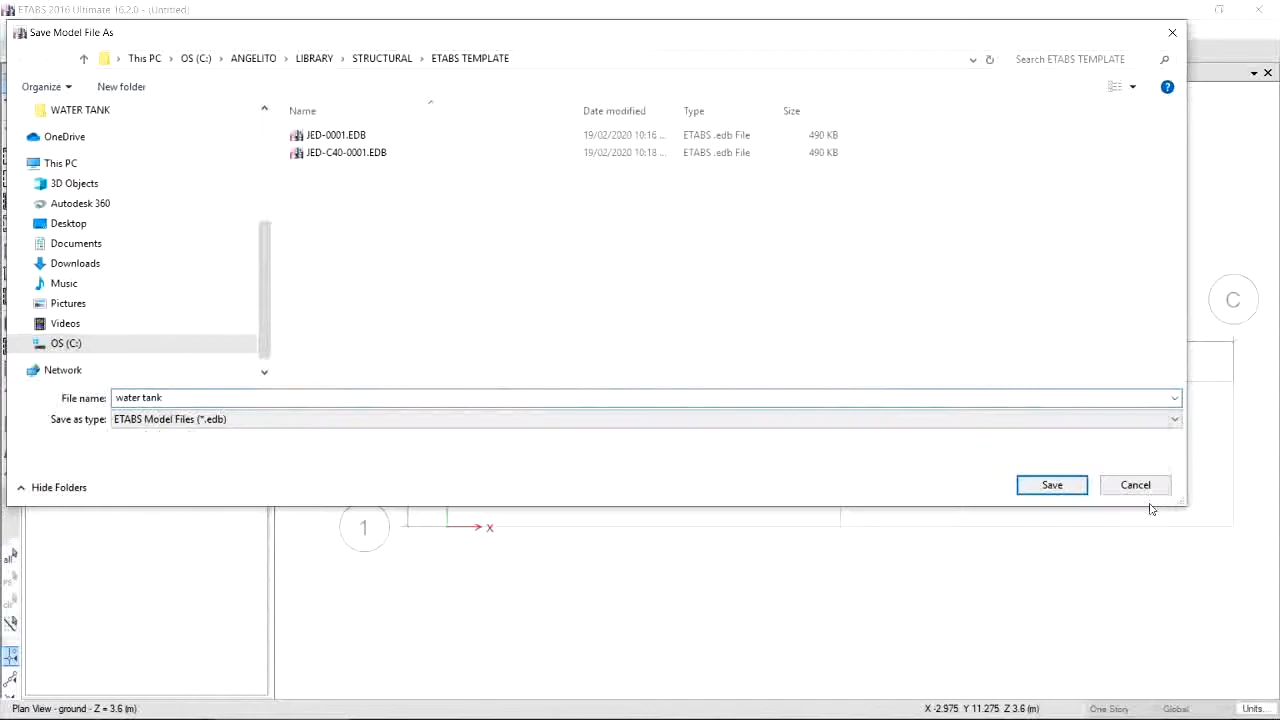 ETABS 2016 Ultimate 16.2.0 - (Untitled)
Save Model File As
This PC > OS (C:) > ANGELITO > LIBRARY > STRUCTURAL > ETABS TEMPLATE
Search ETABS TEMPLATE
Organize
New folder
Name
Date modified
Type
Size
JED-0001.EDB
19/02/2020 10:16 ...
ETABS .edb File
490 KB
JED-C40-0001.EDB
19/02/2020 10:18 ...
ETABS .edb File
490 KB
WATER TANK
OneDrive
This PC
3D Objects
Autodesk 360
Desktop
Documents
Downloads
Music
Pictures
Videos
OS (C:)
Network
File name: water tank
Save as type: ETABS Model Files (*.edb)
Hide Folders
Save
Cancel
C
1
X
all
PS
clr
Plan View - ground - Z = 3.6 (m)
X -2.975 Y 11.275 Z 3.6 (m)
One Story
Global
Units...